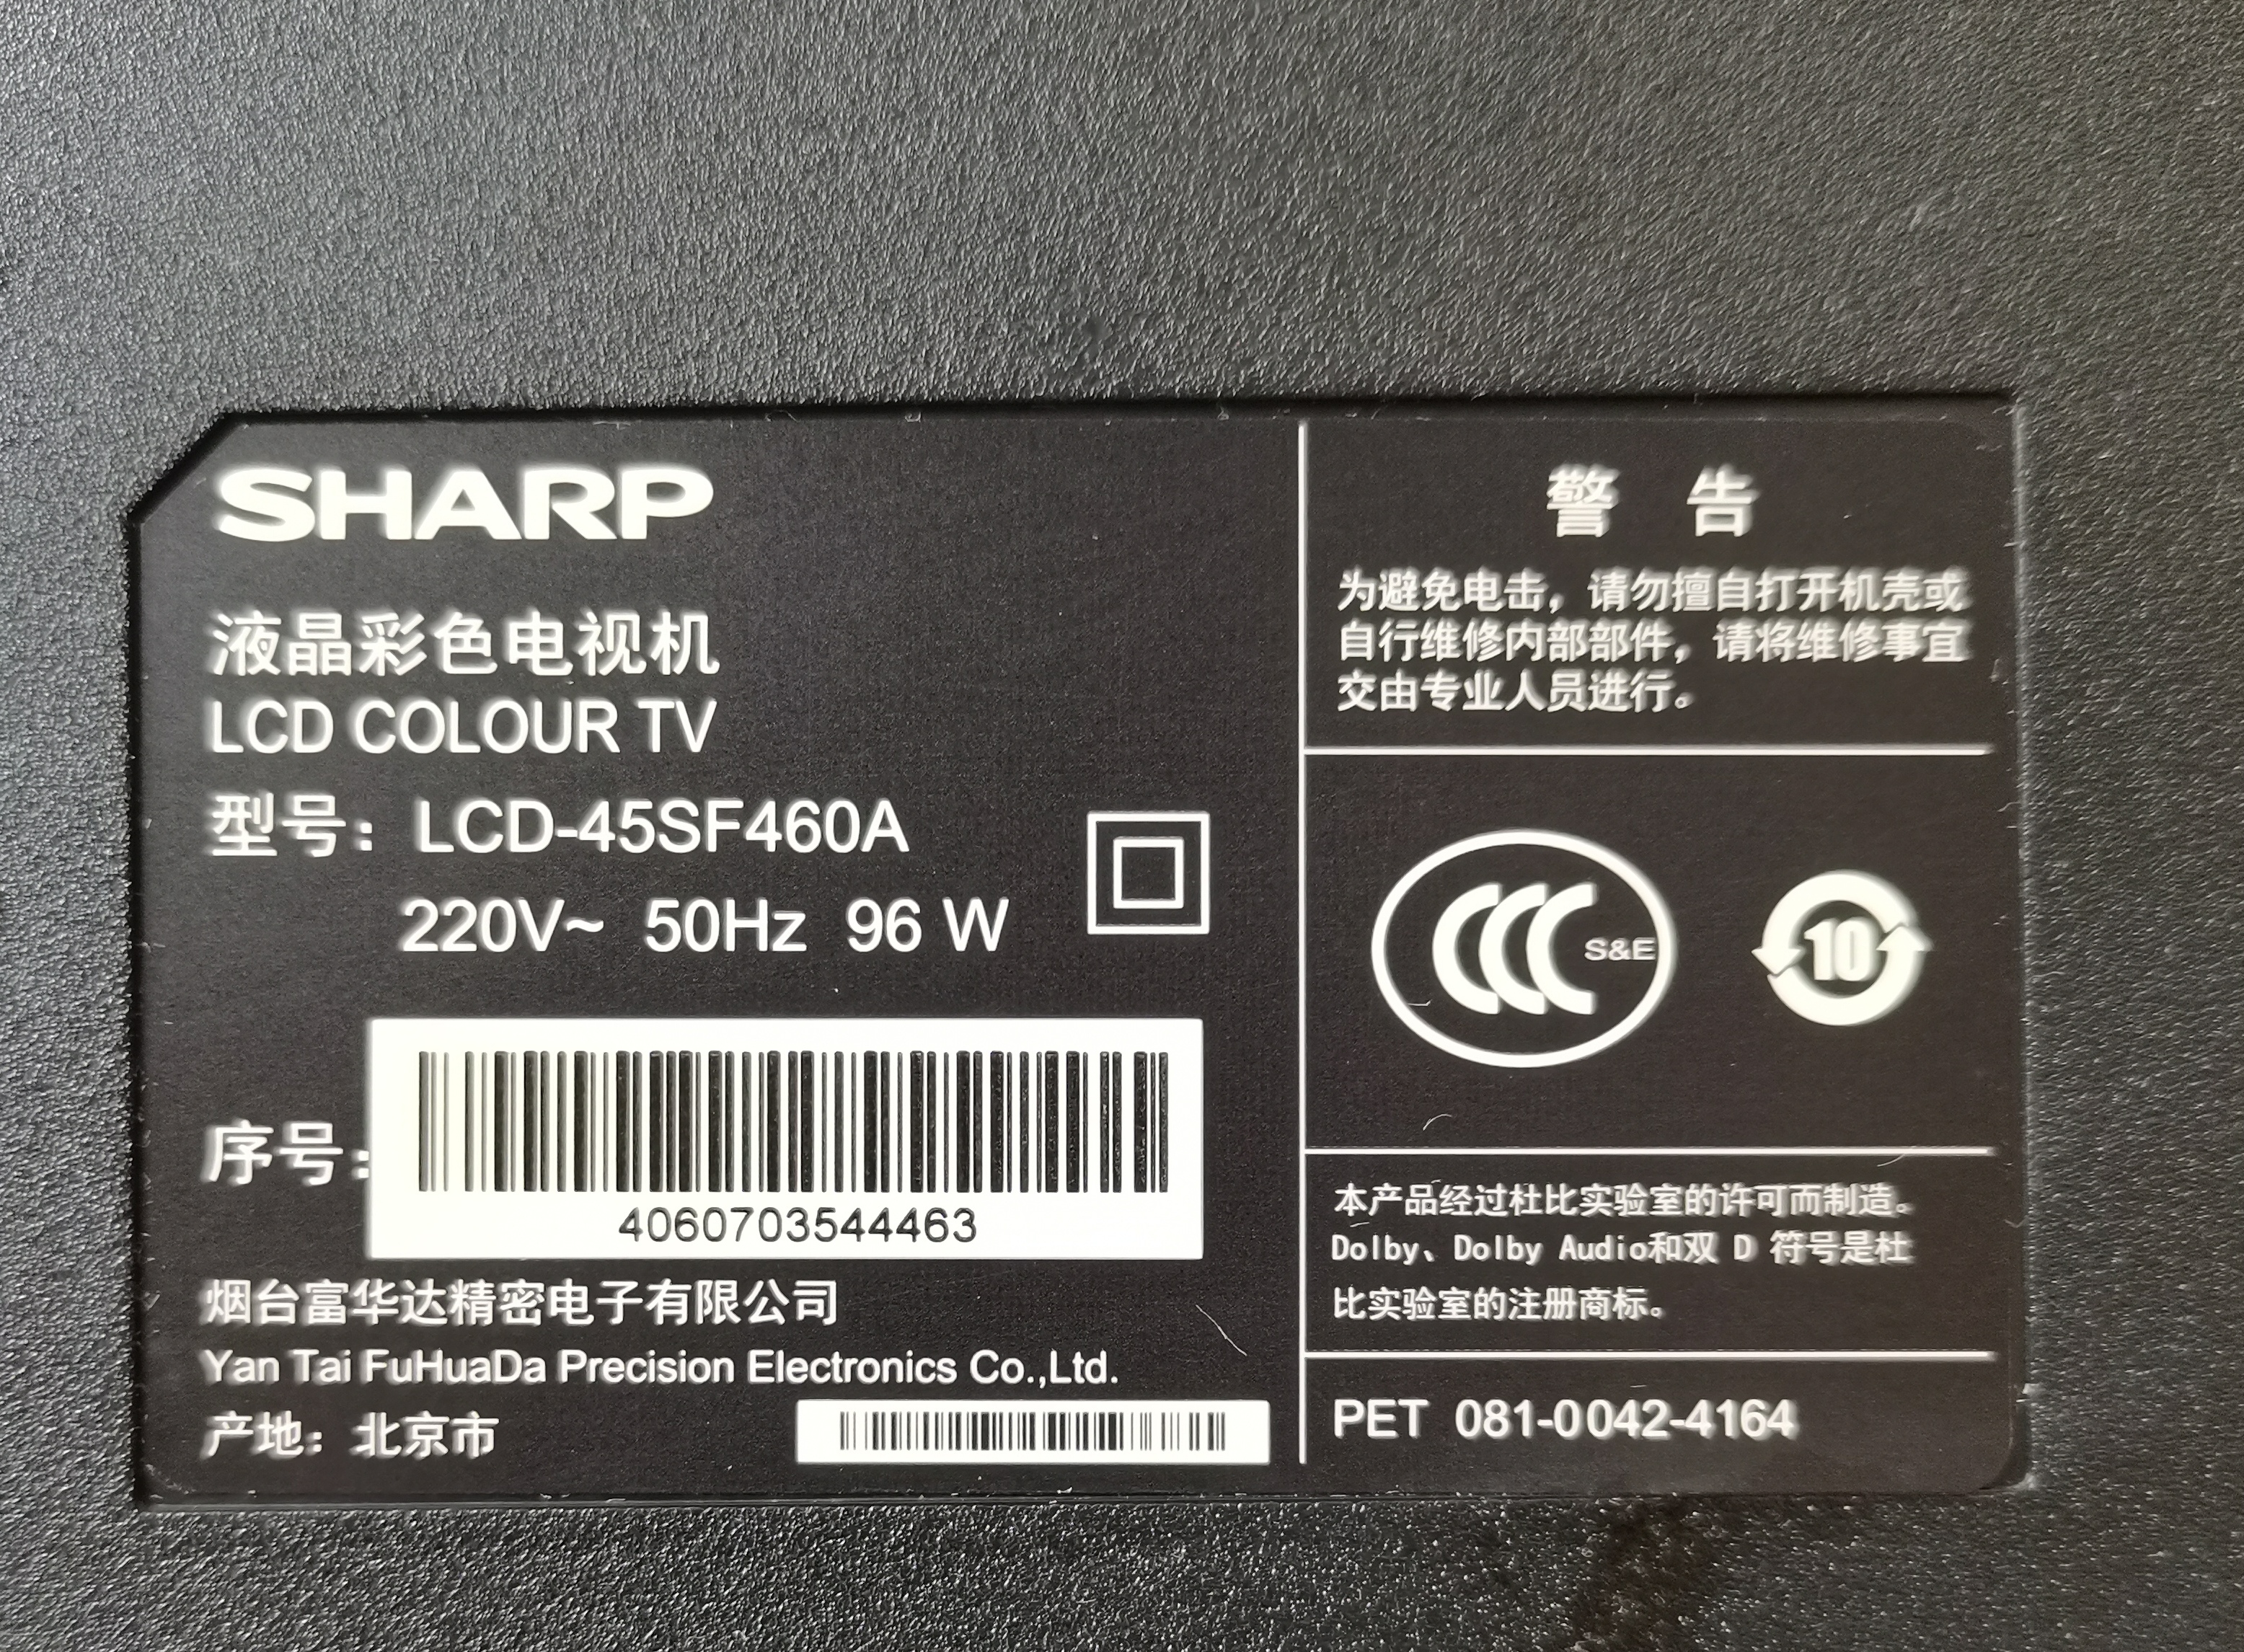 SHARP
液晶彩色电视机
LCD COLOUR TV
型号：LCD-45SF460A
220V~ 50Hz 96 W
序号：
4060703544463
烟台富华达精密电子有限公司
Yan Tai FuHuaDa Precision Electronics Co.,Ltd.
产地：北京市
警 告
为避免电击，请勿擅自打开机壳或
自行维修内部部件，请将维修事宜
交由专业人员进行。
CCC S&E
10
本产品经过杜比实验室的许可而制造。
Dolby、Dolby Audio和双 D 符号是杜
比实验室的注册商标。
PET 081-0042-4164